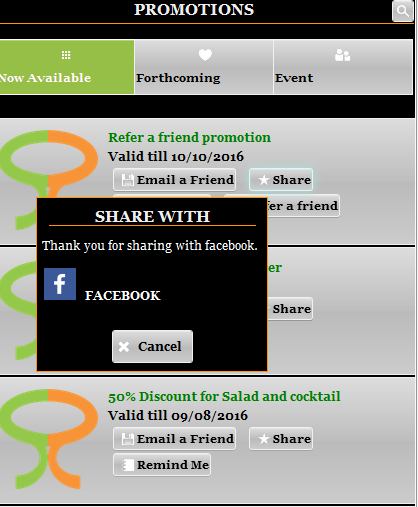 PROMOTIONS
Now Available
Forthcoming
Event
Refer a friend promotion
Valid till 10/10/2016
Email a Friend
Share
fer a friend
SHARE WITH
Thank you for sharing with facebook.
er
FACEBOOK
Share
Cancel
50% Discount for Salad and cocktail
Valid till 09/08/2016
Email a Friend
Share
Remind Me